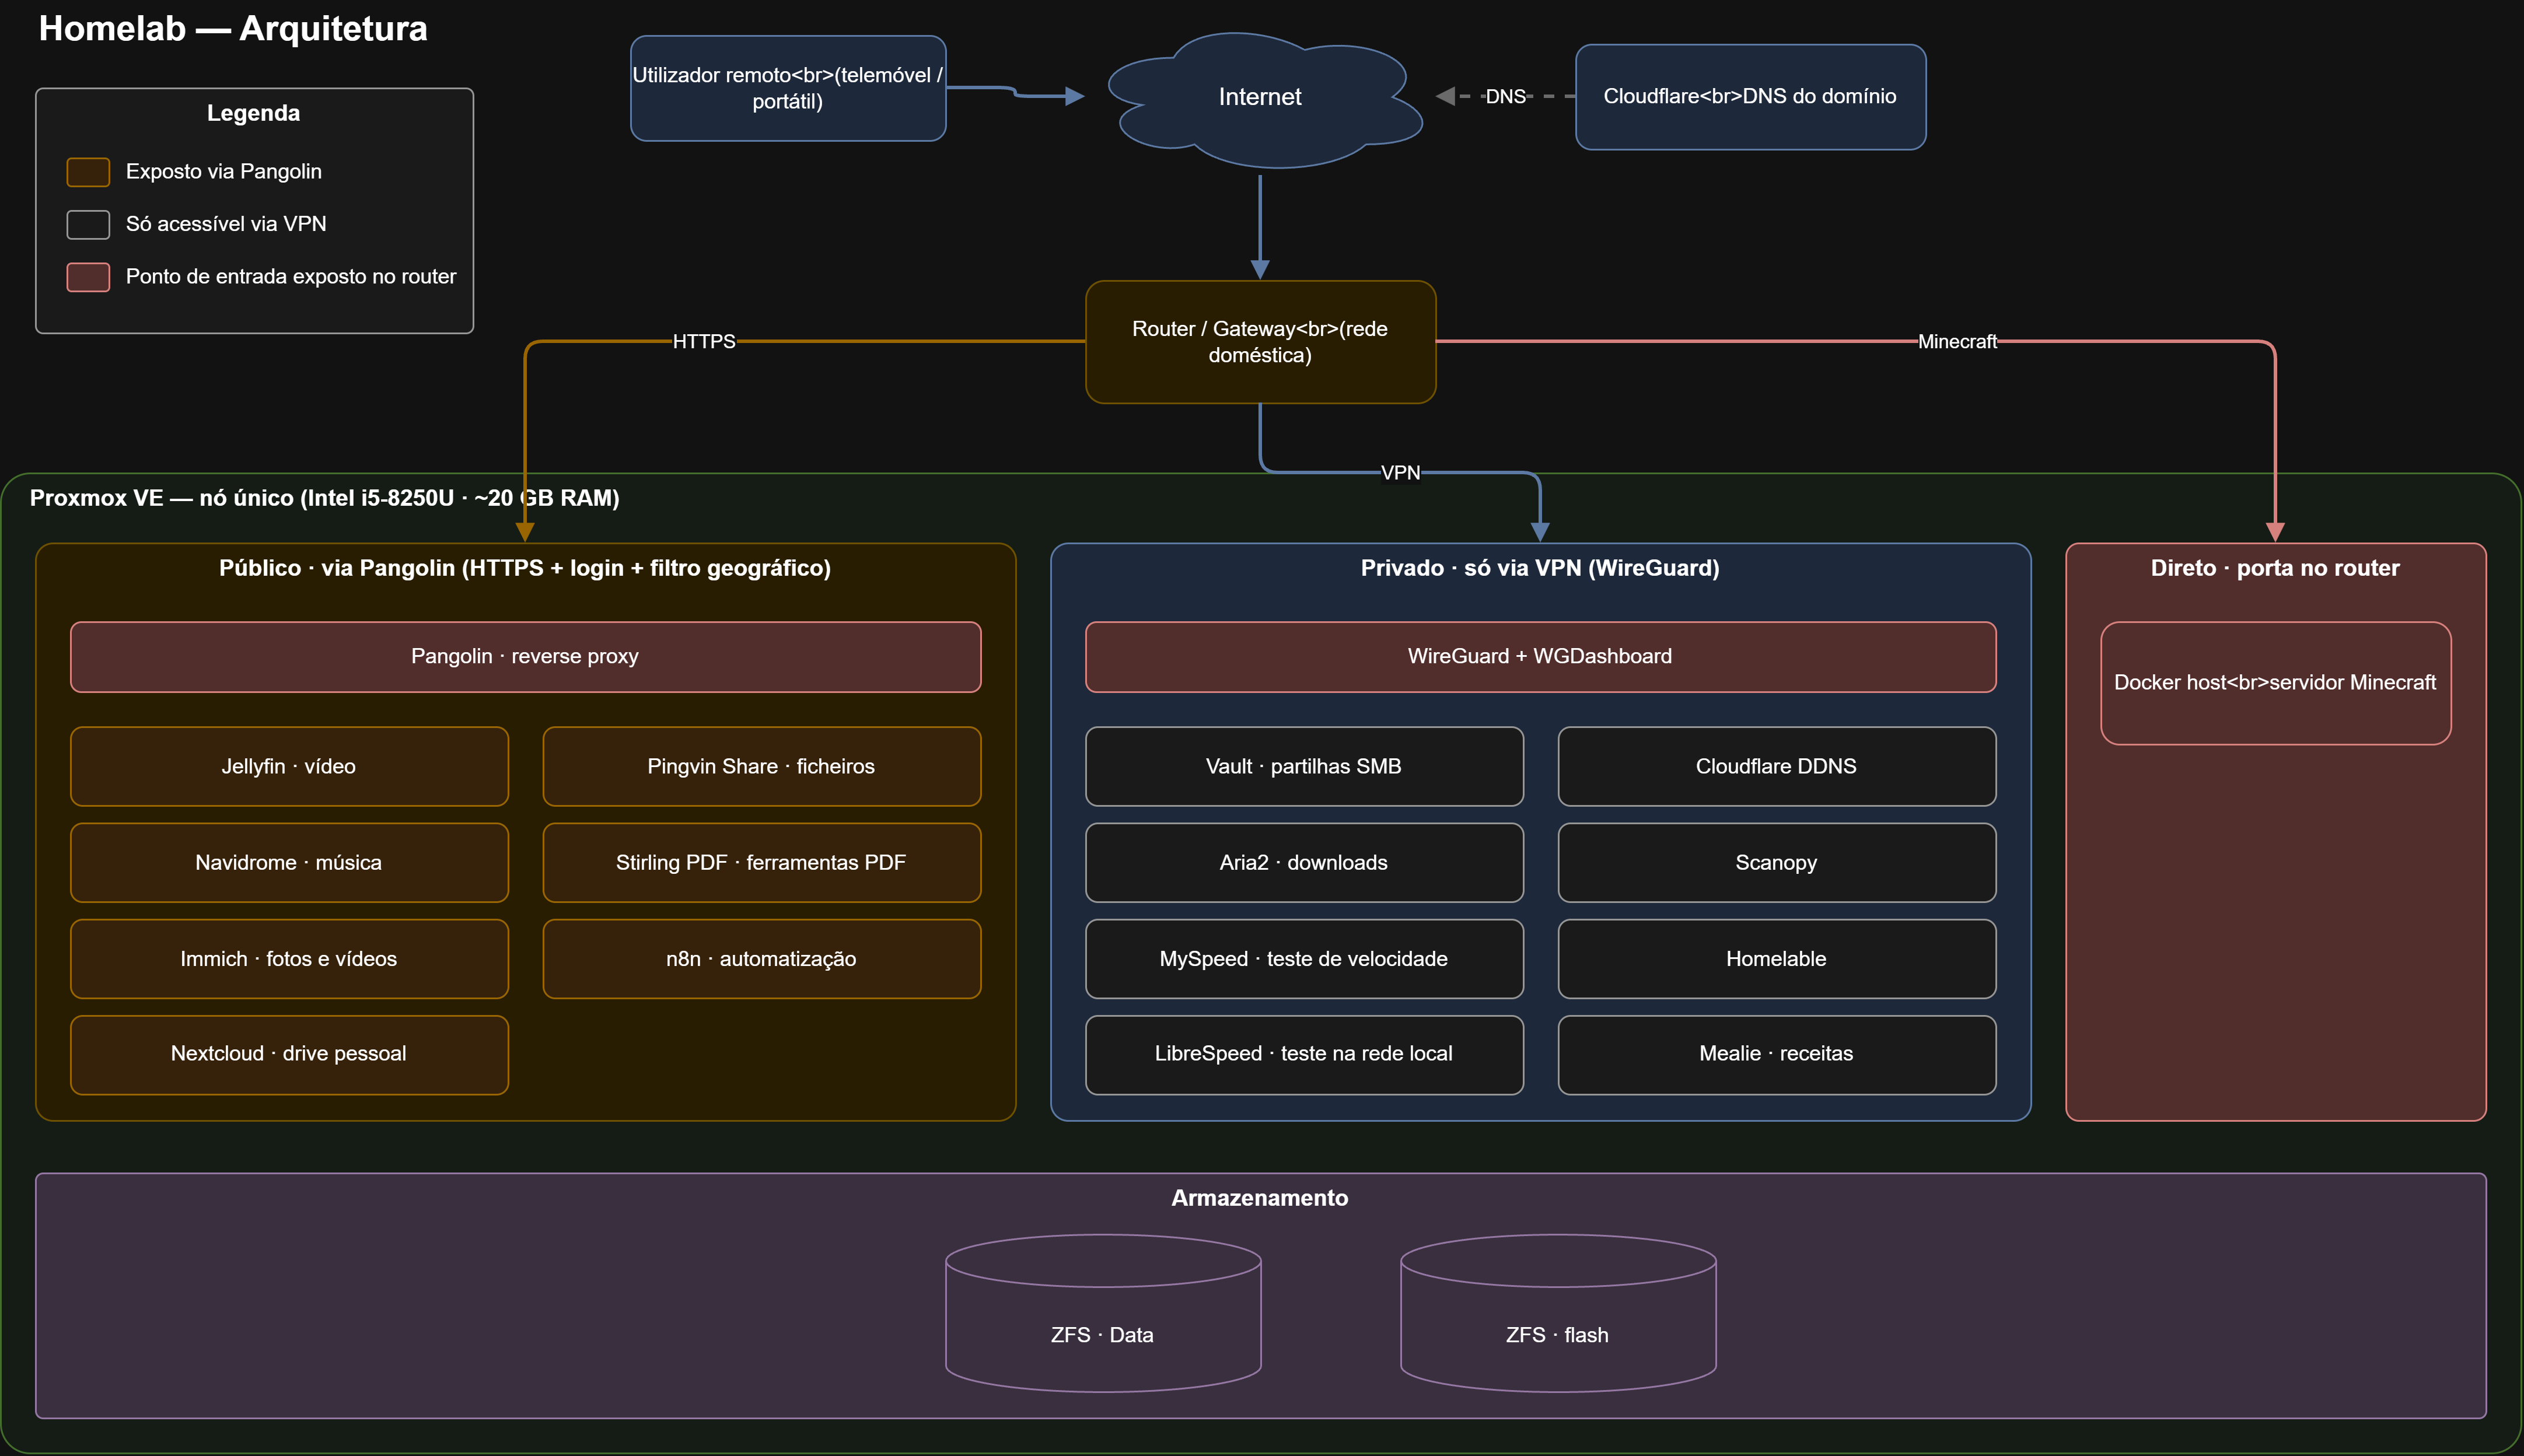 Homelab — Arquitetura
Utilizador remoto<br>(telemóvel /
portátil)
Internet
DNS
Cloudflare<br>DNS do domínio
Legenda
Exposto via Pangolin
Só acessível via VPN
Ponto de entrada exposto no router
Router / Gateway<br>(rede
doméstica)
HTTPS
Minecraft
VPN
Proxmox VE — nó único (Intel i5-8250U · ~20 GB RAM)
Público · via Pangolin (HTTPS + login + filtro geográfico)
Pangolin · reverse proxy
Jellyfin · vídeo
Pingvin Share · ficheiros
Navidrome · música
Stirling PDF · ferramentas PDF
Immich · fotos e vídeos
n8n · automatização
Nextcloud · drive pessoal
Privado · só via VPN (WireGuard)
WireGuard + WGDashboard
Vault · partilhas SMB
Cloudflare DDNS
Aria2 · downloads
Scanopy
MySpeed · teste de velocidade
Homelable
LibreSpeed · teste na rede local
Mealie · receitas
Direto · porta no router
Docker host<br>servidor Minecraft
Armazenamento
ZFS · Data
ZFS · flash